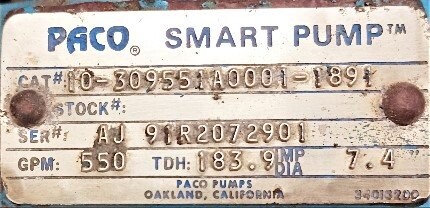 PACO® SMART PUMP™
CAT#: 10-309551A0001-1891
STOCK#:
SER#: AJ 91R2072901
GPM: 550 TDH: 183.9 IMP DIA 7.4"
PACO PUMPS
OAKLAND, CALIFORNIA 34013200